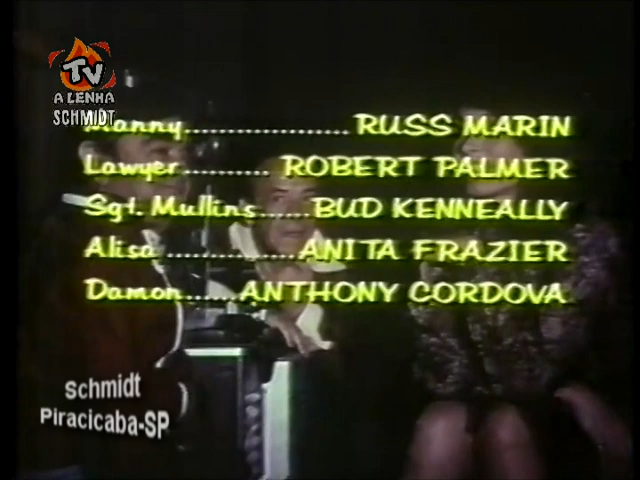 TV
A LENHA
SCHMIDT
Manny.................. RUSS MARIN
Lawyer.......... ROBERT PALMER
Sgt. Mullins......BUD KENNEALLY
Alisa ...............ANITA FRAZIER
Damon......ANTHONY CORDOVA
schmidt
Piracicaba-SP